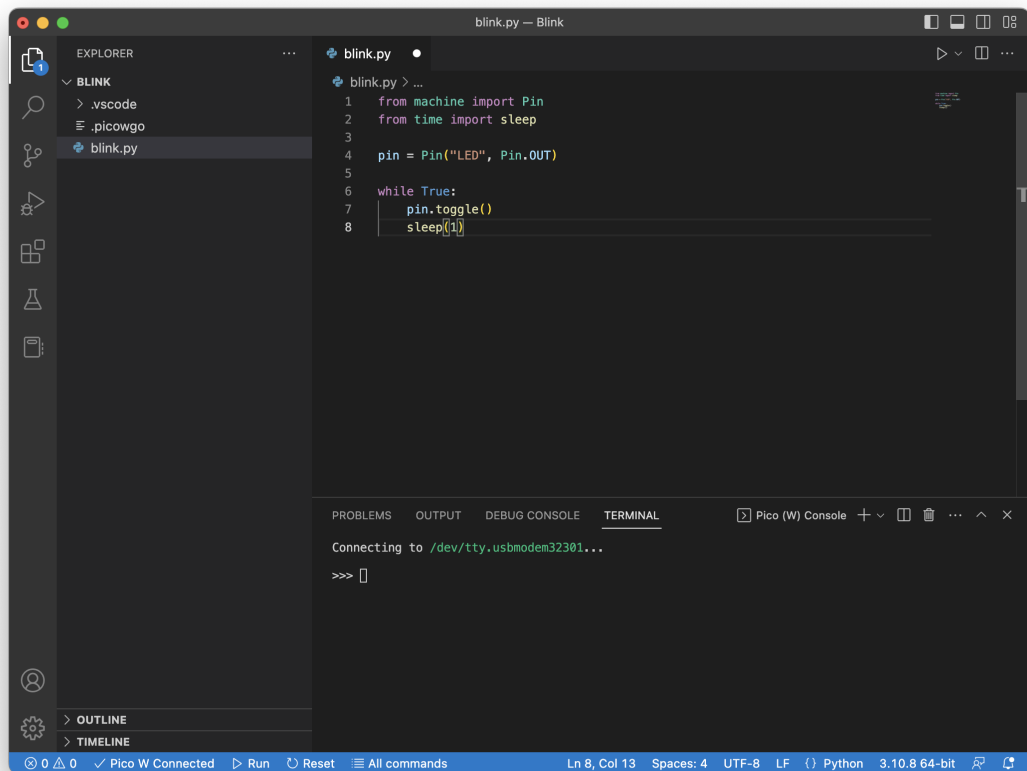 blink.py — Blink
1
EXPLORER
BLINK
.vscode
.picowgo
blink.py
OUTLINE
TIMELINE
blink.py
blink.py > ...
1 from machine import Pin
2 from time import sleep
3
4 pin = Pin("LED", Pin.OUT)
5
6 while True:
7     pin.toggle()
8     sleep(1)
PROBLEMS OUTPUT DEBUG CONSOLE TERMINAL Pico (W) Console
Connecting to /dev/tty.usbmodem32301...
>>>
0 0 Pico W Connected Run Reset All commands Ln 8, Col 13 Spaces: 4 UTF-8 LF {} Python 3.10.8 64-bit